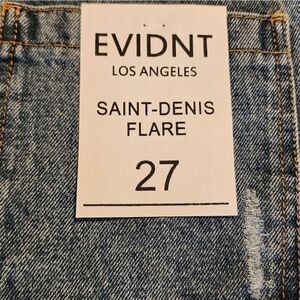 EVIDNT
LOS ANGELES
SAINT-DENIS
FLARE
27